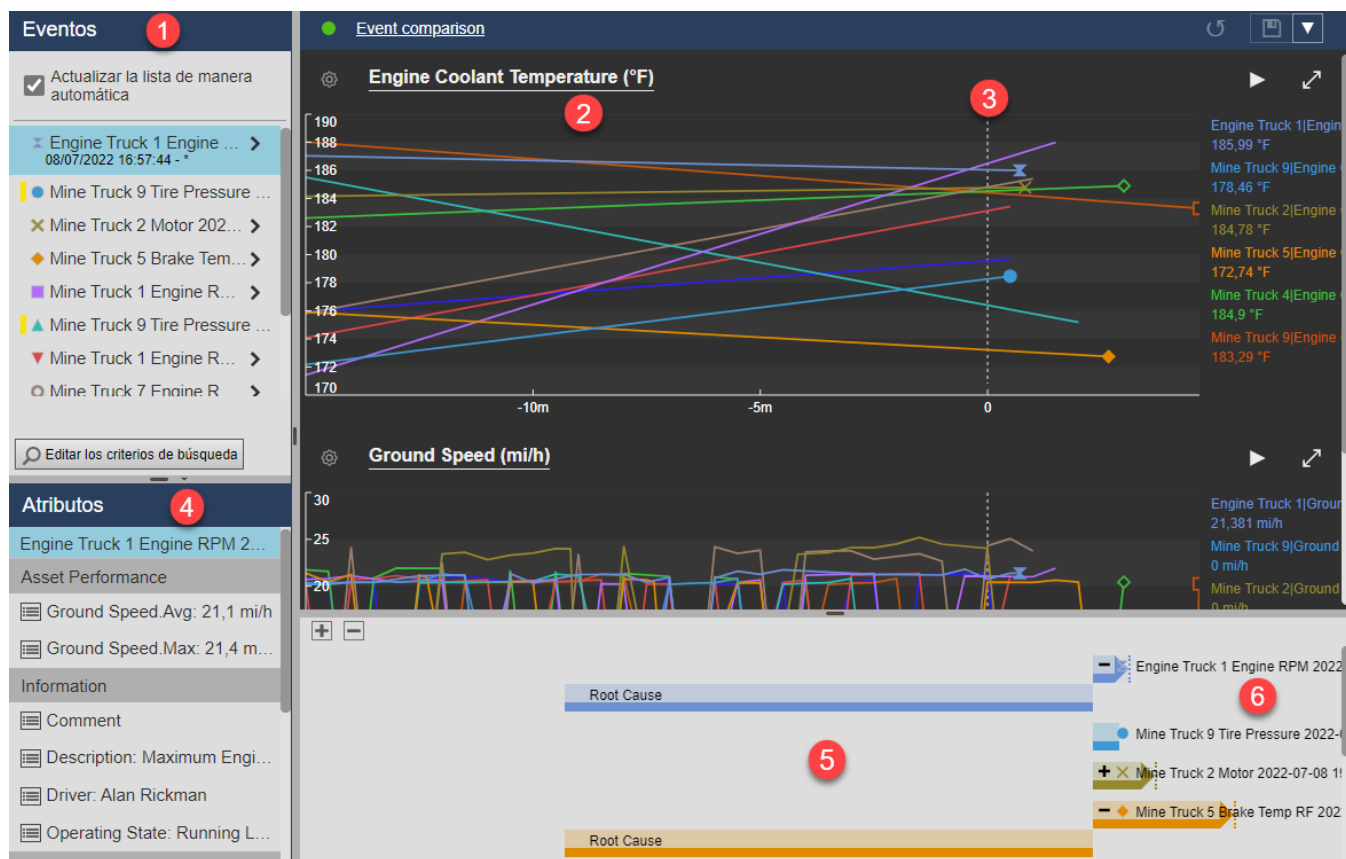 Eventos
1
Actualizar la lista de manera
automática
Engine Truck 1 Engine ...
08/07/2022 16:57:44 - *
Mine Truck 9 Tire Pressure ...
Mine Truck 2 Motor 202...
Mine Truck 5 Brake Tem...
Mine Truck 1 Engine R...
Mine Truck 9 Tire Pressure ...
Mine Truck 1 Engine R...
Mine Truck 7 Engine R
Editar los criterios de búsqueda
Atributos
4
Engine Truck 1 Engine RPM 2...
Asset Performance
Ground Speed.Avg: 21,1 mi/h
Ground Speed.Max: 21,4 m...
Information
Comment
Description: Maximum Engi...
Driver: Alan Rickman
Operating State: Running L...
Event comparison
Engine Coolant Temperature (°F)
2
3
190
188
186
184
182
180
178
176
174
172
170
-10m
-5m
0
Engine Truck 1|Engin
185,99 °F
Mine Truck 9|Engine
178,46 °F
Mine Truck 2|Engine
184,78 °F
Mine Truck 5|Engine
172,74 °F
Mine Truck 4|Engine
184,9 °F
Mine Truck 9|Engine
183,29 °F
Ground Speed (mi/h)
30
25
20
Engine Truck 1|Groun
21,381 mi/h
Mine Truck 9|Ground
0 mi/h
Mine Truck 2|Ground
0 mi/h
Engine Truck 1 Engine RPM 2022
Root Cause
6
Mine Truck 9 Tire Pressure 2022-
5
Mine Truck 2 Motor 2022-07-08
Mine Truck 5 Brake Temp RF 202
Root Cause